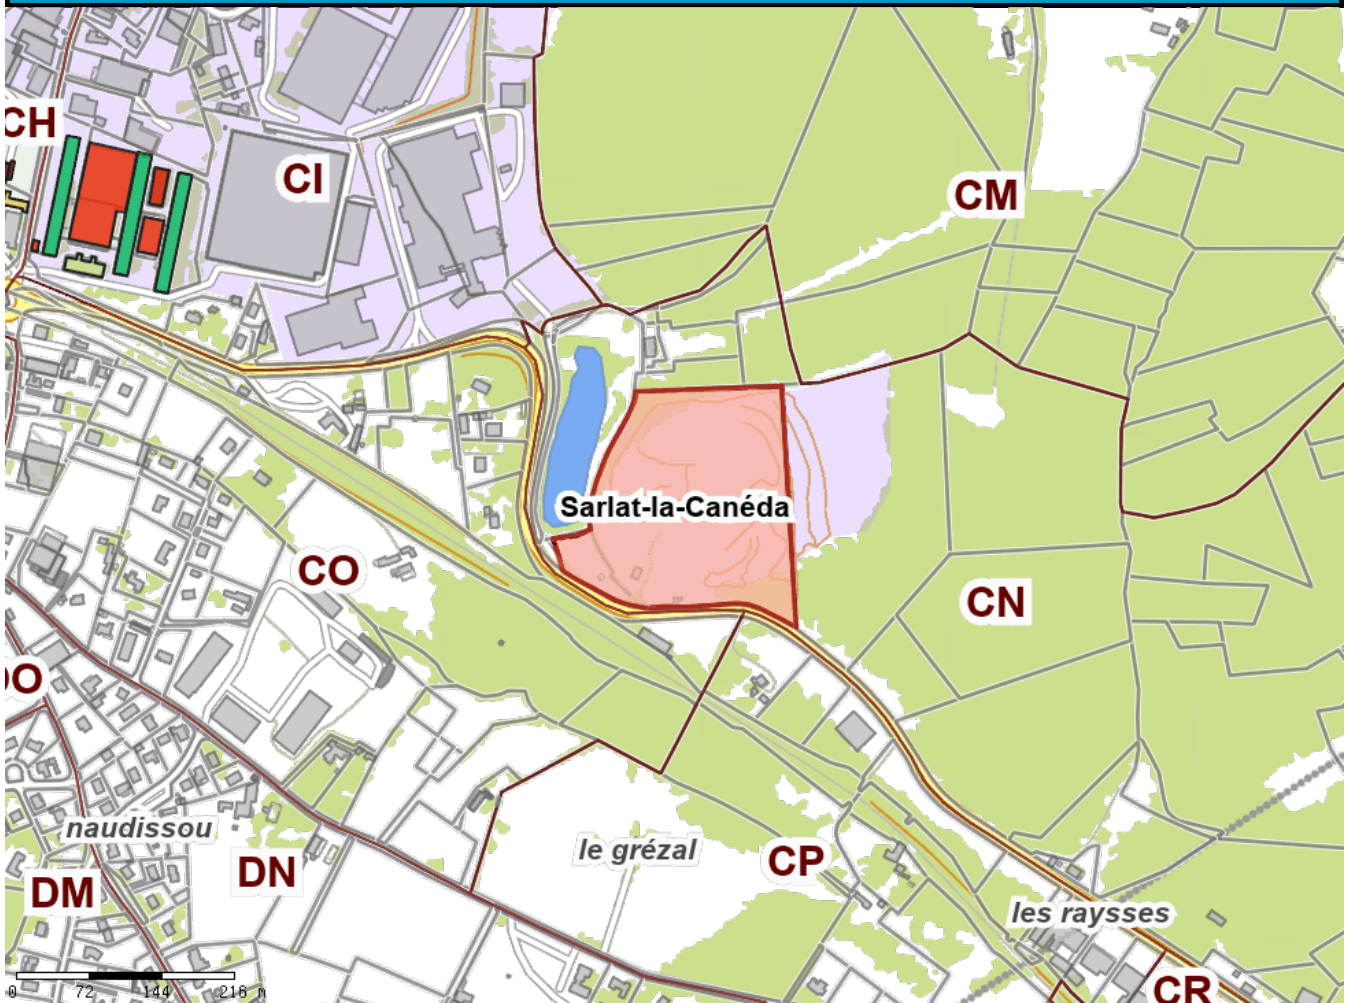 CH
CI
CM
Sarlat-la-Canéda
CO
CN
naudissou
le grézal
CP
DN
DM
les raysses
CR
0 72 144 216 m